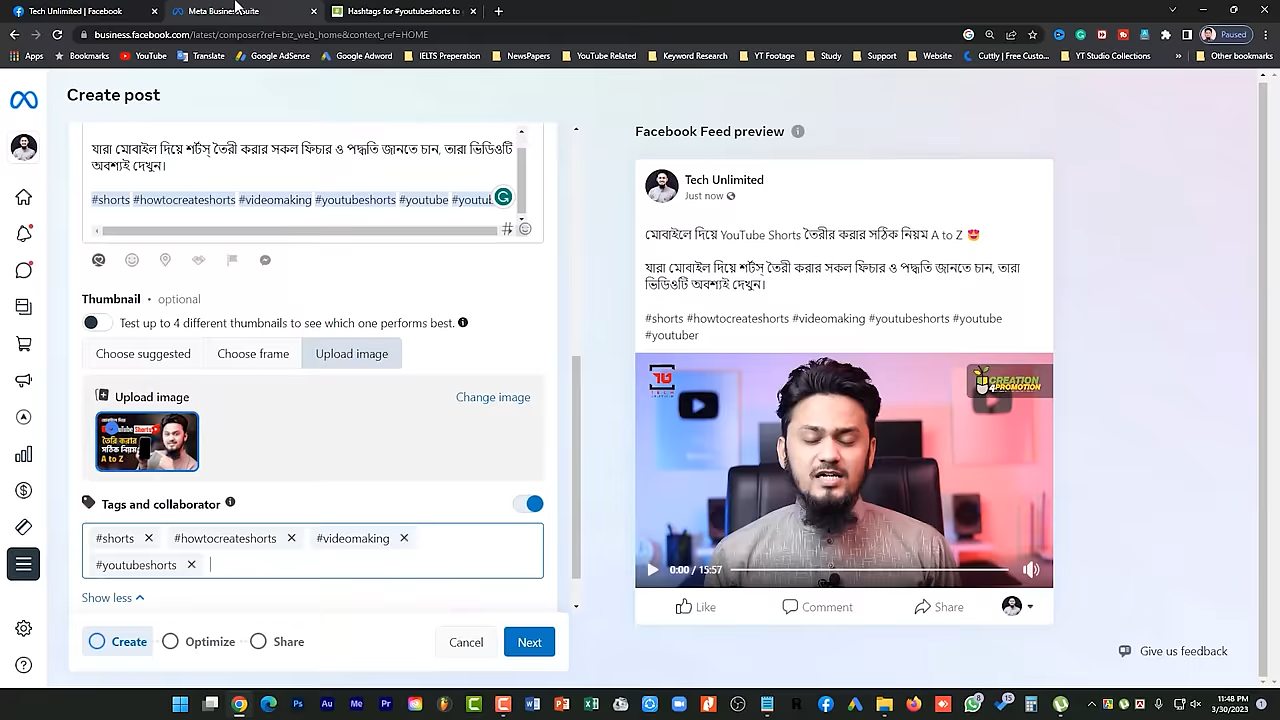 Tech Unlimited | Facebook
Meta Business Suite
Hashtags for #youtubeshorts to
business.facebook.com/latest/composer?ref=biz_web_home&context_ref=HOME
Paused
Apps
Bookmarks
YouTube
Translate
Google AdSense
Google Adword
IELTS Preperation
NewsPapers
YouTube Related
Keyword Research
YT Footage
Study
Support
Website
Cuttly | Free Custo...
YT Studio Collections
»
Other bookmarks
Create post
যারা মোবাইল দিয়ে শর্টস্ তৈরী করার সকল ফিচার ও পদ্ধতি জানতে চান, তারা ভিডিওটি
অবশ্যই দেখুন।
#shorts #howtocreateshorts #videomaking #youtubeshorts #youtube #youtub
Thumbnail • optional
Test up to 4 different thumbnails to see which one performs best.
Choose suggested
Choose frame
Upload image
Upload image
Change image
মোবাইল দিয়ে
YouTube Shorts
তৈরি করার
সঠিক নিয়ম
A to Z
Tags and collaborator
#shorts ✕ #howtocreateshorts ✕ #videomaking ✕
#youtubeshorts ✕
Show less
Create
Optimize
Share
Cancel
Next
Facebook Feed preview
Tech Unlimited
Just now
মোবাইলে দিয়ে YouTube Shorts তৈরীর করার সঠিক নিয়ম A to Z 😍
যারা মোবাইল দিয়ে শর্টস্ তৈরী করার সকল ফিচার ও পদ্ধতি জানতে চান, তারা
ভিডিওটি অবশ্যই দেখুন।
#shorts #howtocreateshorts #videomaking #youtubeshorts #youtube
#youtuber
CREATION
4PROMOTION
0:00 / 15:57
Like
Comment
Share
Give us feedback
11:48 PM
3/30/2023